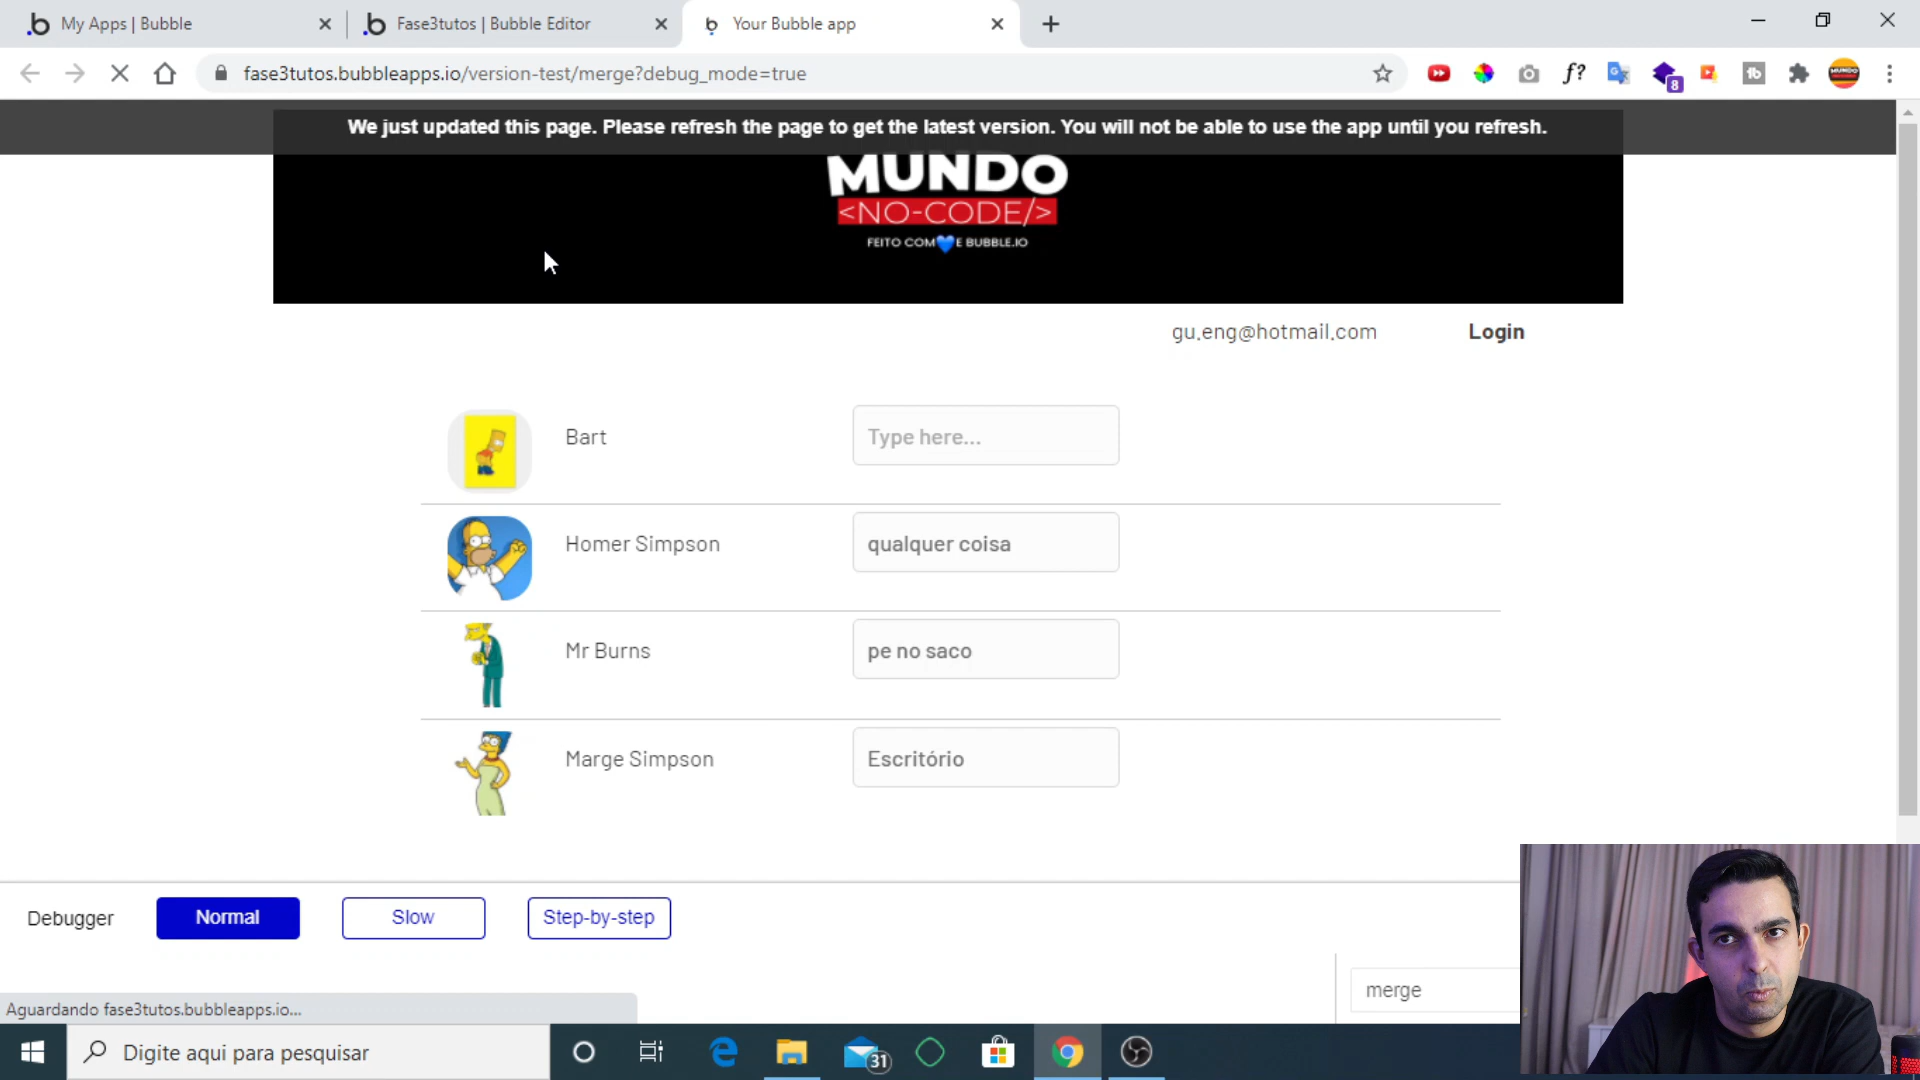 My Apps | Bubble
Fase3tutos | Bubble Editor
Your Bubble app
fase3tutos.bubbleapps.io/version-test/merge?debug_mode=true
f?
8
We just updated this page. Please refresh the page to get the latest version. You will not be able to use the app until you refresh.
MUNDO
<NO-CODE/>
FEITO COM💙E BUBBLE.IO
gu.eng@hotmail.com
Login
Bart
Type here...
Homer Simpson
qualquer coisa
Mr Burns
pe no saco
Marge Simpson
Escritório
Debugger
Normal
Slow
Step-by-step
merge
Aguardando fase3tutos.bubbleapps.io...
Digite aqui para pesquisar
31